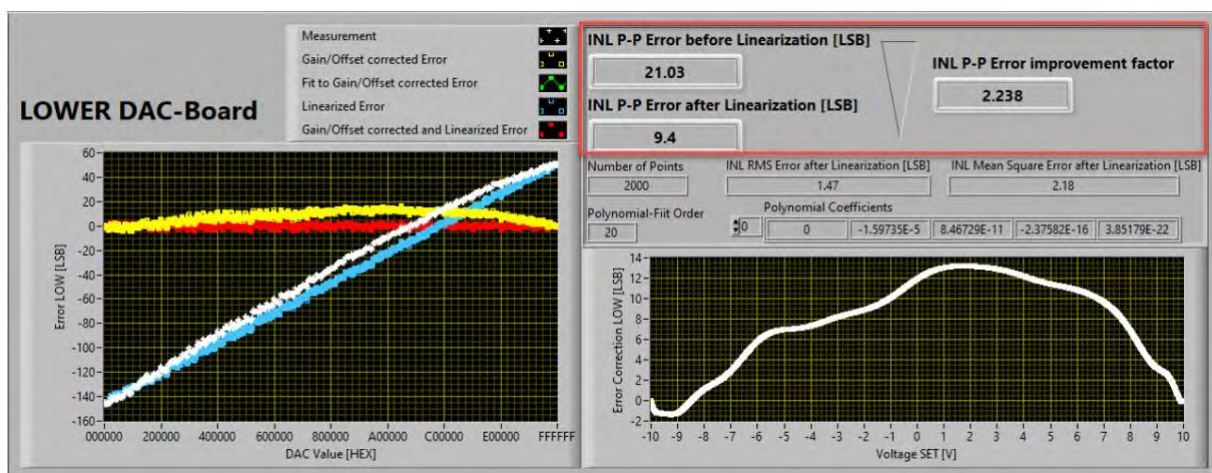 LOWER DAC-Board
Measurement
Gain/Offset corrected Error
Fit to Gain/Offset corrected Error
Linearized Error
Gain/Offset corrected and Linearized Error
INL P-P Error before Linearization [LSB]
21.03
INL P-P Error after Linearization [LSB]
9.4
INL P-P Error improvement factor
2.238
Number of Points
2000
INL RMS Error after Linearization [LSB]
1.47
INL Mean Square Error after Linearization [LSB]
2.18
Polynomial-Fiit Order
20
Polynomial Coefficients
0 0 -1.59735E-5 8.46729E-11 -2.37582E-16 3.85179E-22
Error LOW [LSB]
60
40
20
0
-20
-40
-60
-80
-100
-120
-140
-160
000000 200000 400000 600000 800000 A00000 C00000 E00000 FFFFFF
DAC Value [HEX]
Error Correction LOW [LSB]
14
12
10
8
6
4
2
0
-2
-10 -9 -8 -7 -6 -5 -4 -3 -2 -1 0 1 2 3 4 5 6 7 8 9 10
Voltage SET [V]